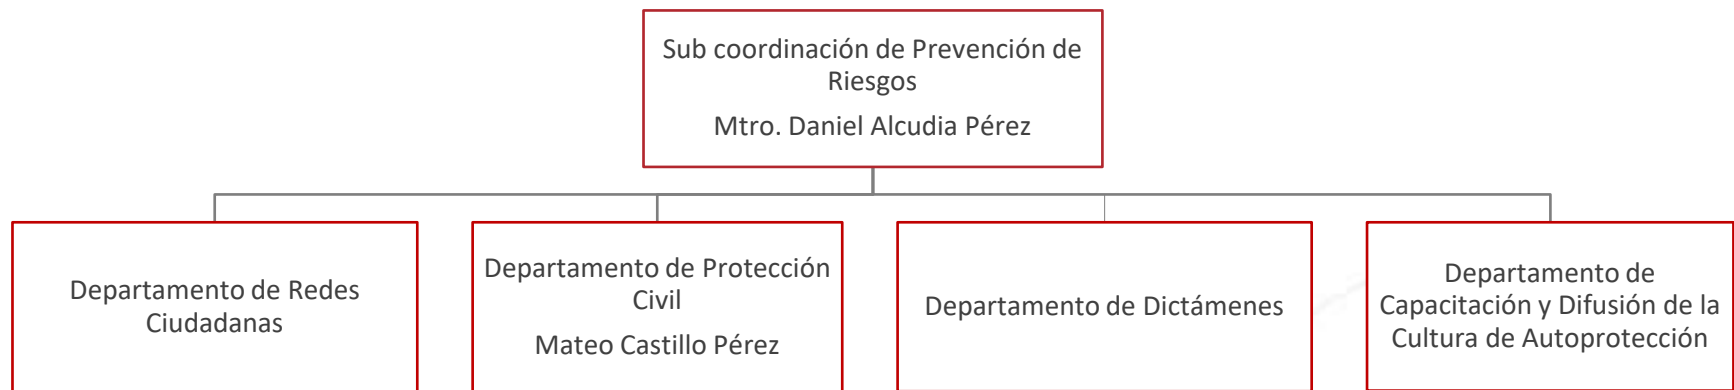 Sub coordinación de Prevención de
Riesgos
Mtro. Daniel Alcudia Pérez
Departamento de Redes
Ciudadanas
Departamento de Protección
Civil
Mateo Castillo Pérez
Departamento de Dictámenes
Departamento de
Capacitación y Difusión de la
Cultura de Autoprotección